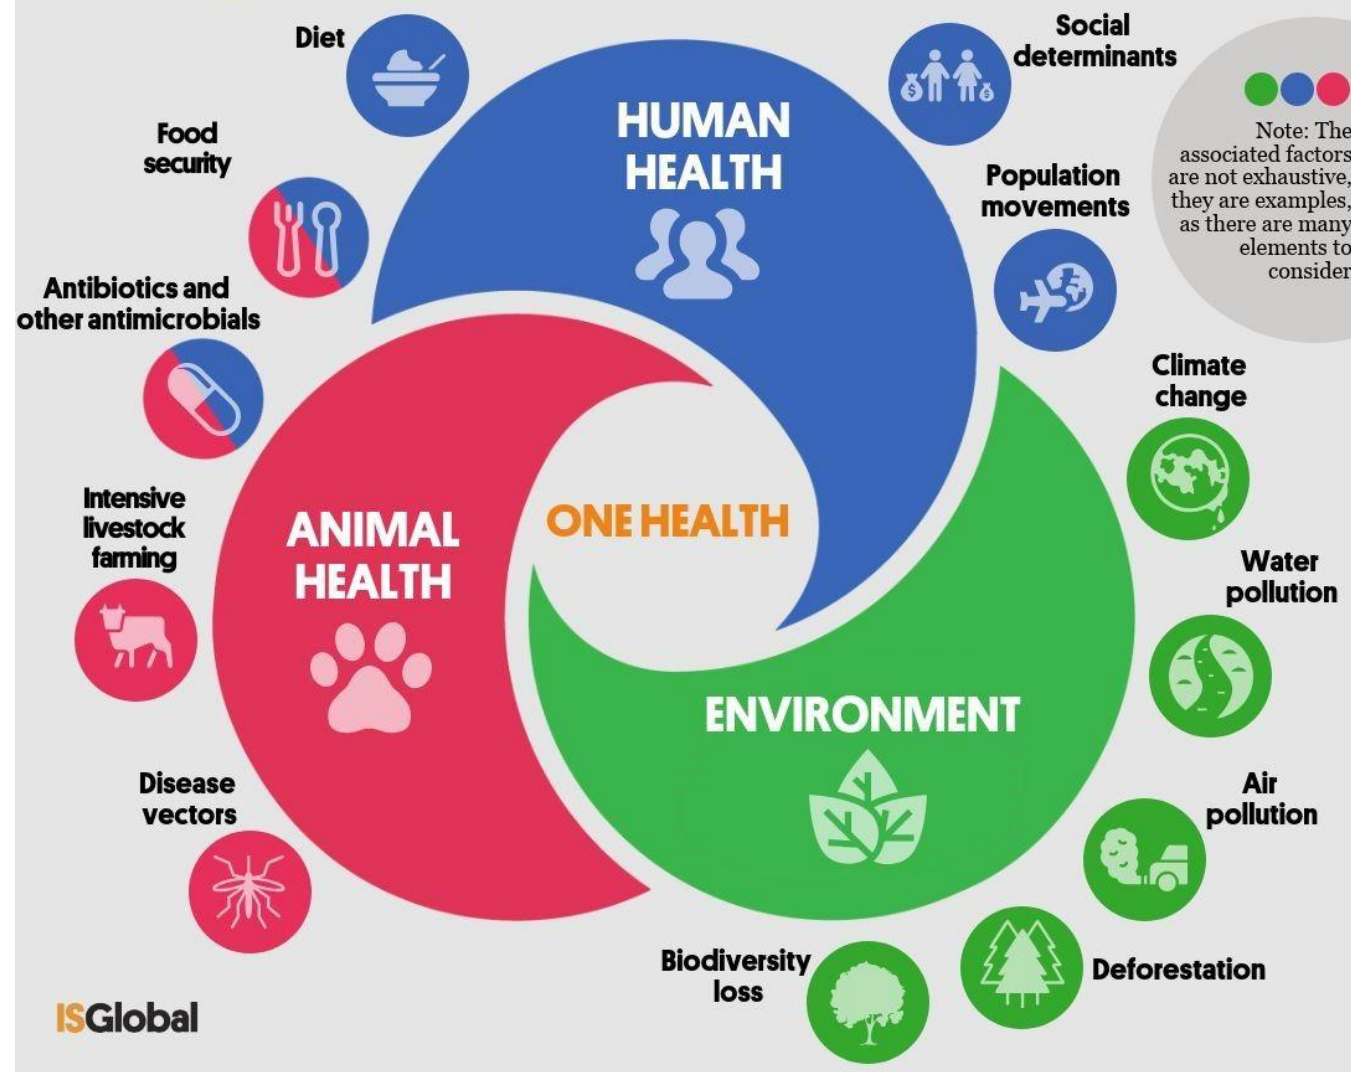 Diet
Social
determinants
HUMAN
HEALTH
Food
security
Population
movements
Note: The
associated factors
are not exhaustive,
they are examples,
as there are many
elements to
consider
Antibiotics and
other antimicrobials
Climate
change
Intensive
livestock
farming
ANIMAL
HEALTH
ONE HEALTH
Water
pollution
ENVIRONMENT
Disease
vectors
Air
pollution
Biodiversity
loss
Deforestation
ISGlobal